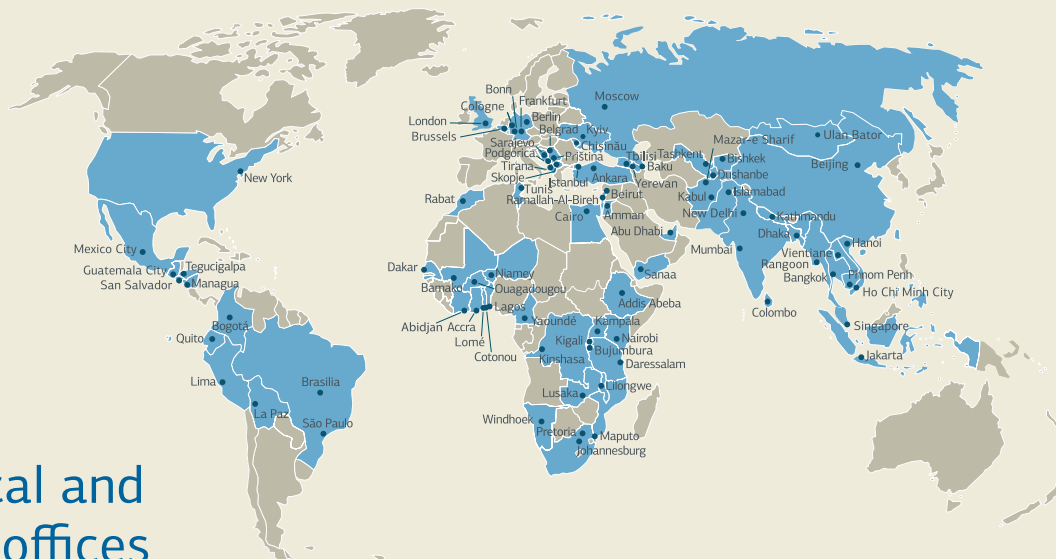 Bonn
Frankfurt
Cologne
Berlin
London
Brussels
Belgrad
Kyiv
Moscow
Sarajevo
Chișinău
Podgorica
Priština
Tirana
Skopje
Istanbul
Ankara
Tbilisi
Baku
Yerevan
Tashkent
Mazar-e Sharif
Bishkek
Dushanbe
Ulan Bator
Beijing
Kabul
Islamabad
New Delhi
Kathmandu
Dhaka
Mumbai
Hanoi
Vientiane
Rangoon
Bangkok
Phnom Penh
Ho Chi Minh City
Colombo
Singapore
Jakarta
New York
Mexico City
Guatemala City
Tegucigalpa
San Salvador
Managua
Bogotá
Quito
Lima
Brasília
La Paz
São Paulo
Rabat
Tunis
Ramallah-Al-Bireh
Beirut
Cairo
Amman
Abu Dhabi
Sanaa
Dakar
Niamey
Bamako
Ouagadougou
Abidjan
Accra
Lagos
Lomé
Cotonou
Yaoundé
Addis Abeba
Kampala
Kigali
Nairobi
Bujumbura
Kinshasa
Daressalam
Lusaka
Lilongwe
Windhoek
Pretoria
Maputo
Johannesburg
cal and
offices